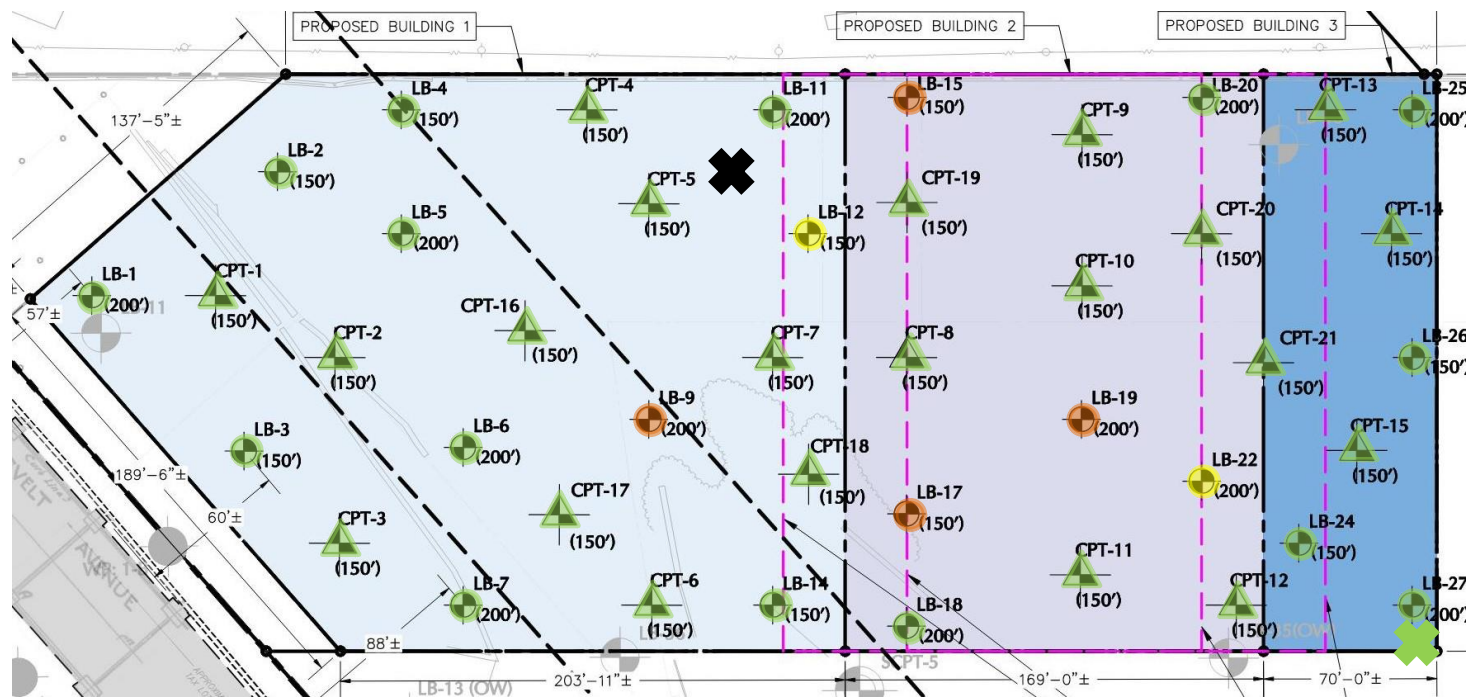 PROPOSED BUILDING 1
PROPOSED BUILDING 2
PROPOSED BUILDING 3
137'-5"±
LB-4
(150')
CPT-4
(150')
LB-11
(200')
LB-15
(150')
CPT-9
(150')
LB-20
(200')
CPT-13
(150')
LB-25
(200')
LB-2
(150')
CPT-5
(150')
CPT-19
(150')
LB-5
(200')
LB-12
(150')
CPT-20
(150')
CPT-14
(150')
LB-1
(200')
CPT-1
(150')
CPT-10
(150')
57'±
CPT-2
(150')
CPT-16
(150')
CPT-7
(150')
CPT-8
(150')
CPT-21
(150')
LB-26
(150')
LB-3
(150')
LB-6
(200')
LB-9
(200')
CPT-18
(150')
LB-19
(200')
CPT-15
(150')
189'-6"±
60'±
CPT-17
(150')
LB-17
(150')
LB-22
(200')
LB-24
(150')
CPT-3
(150')
AVENUE
LB-7
(200')
CPT-6
(150')
LB-14
(150')
LB-18
(200')
CPT-11
(150')
CPT-12
(150')
LB-27
(200')
88'±
SCPT-5
LB-13 (OW)
203'-11"±
169'-0"±
70'-0"±